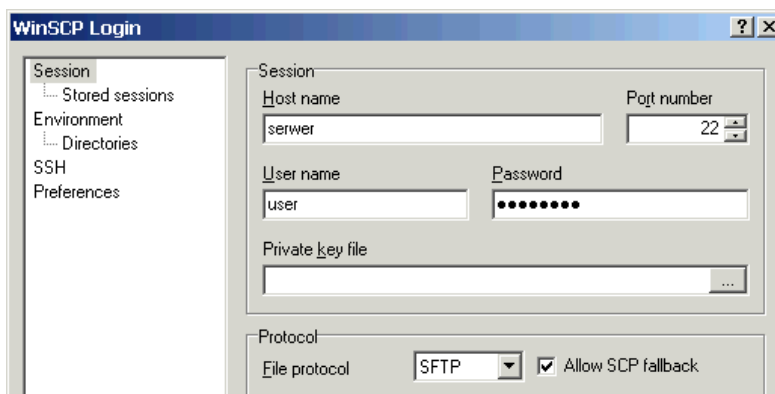 WinSCP Login
Session
Stored sessions
Environment
Directories
SSH
Preferences
Session
Host name
Port number
serwer
22
User name
Password
user
••••••••
Private key file
...
Protocol
File protocol
SFTP
Allow SCP fallback